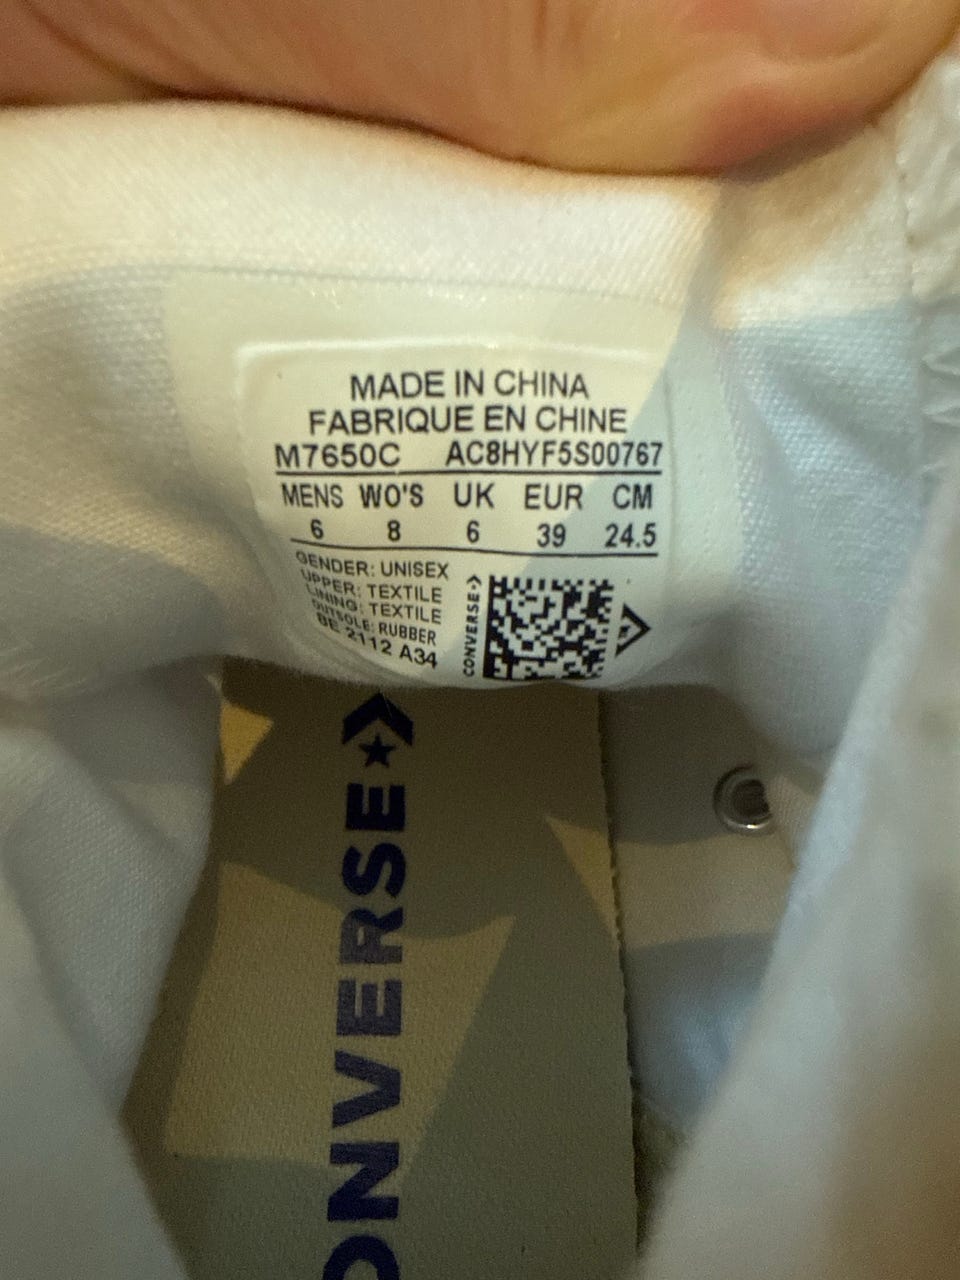 MADE IN CHINA
FABRIQUE EN CHINE
M7650C AC8HYF5S00767
MENS WO'S UK EUR CM
6 8 6 39 24.5
GENDER: UNISEX
UPPER: TEXTILE
LINING: TEXTILE
OUTSOLE: RUBBER
BE 2112 A34
CONVERSE
ONVERSE